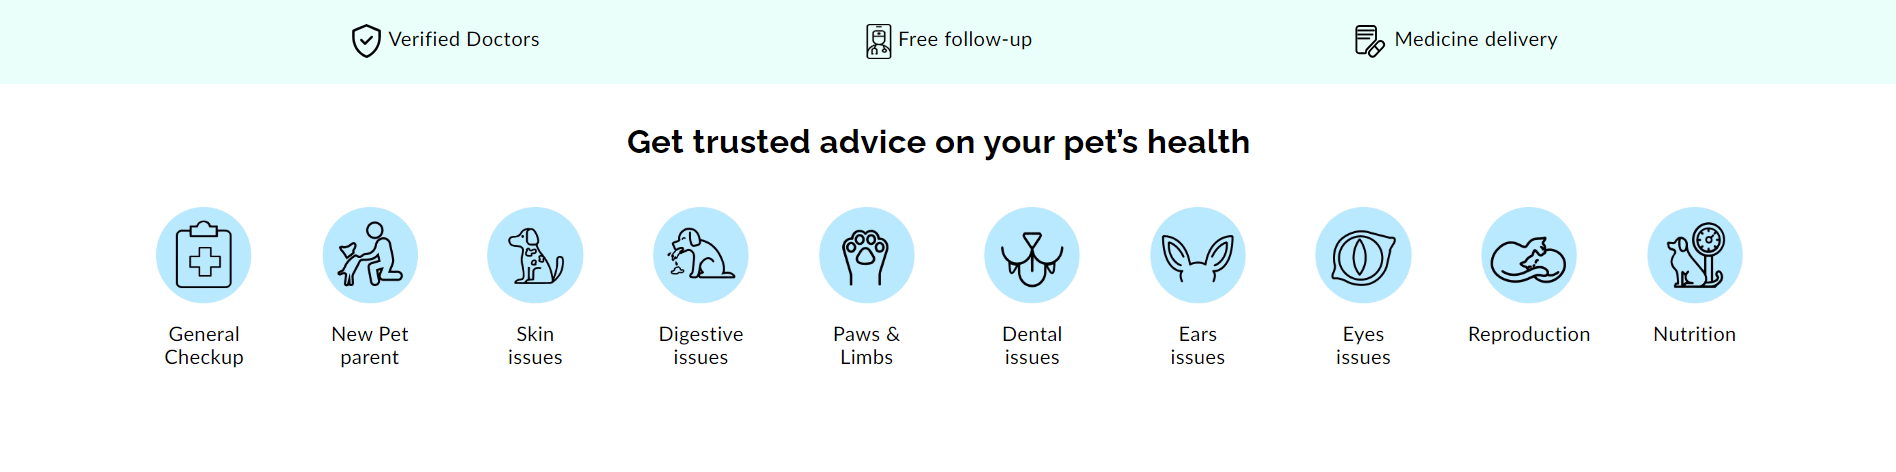 Verified Doctors
Free follow-up
Medicine delivery
Get trusted advice on your pet’s health
General
Checkup
New Pet
parent
Skin
issues
Digestive
issues
Paws &
Limbs
Dental
issues
Ears
issues
Eyes
issues
Reproduction
Nutrition